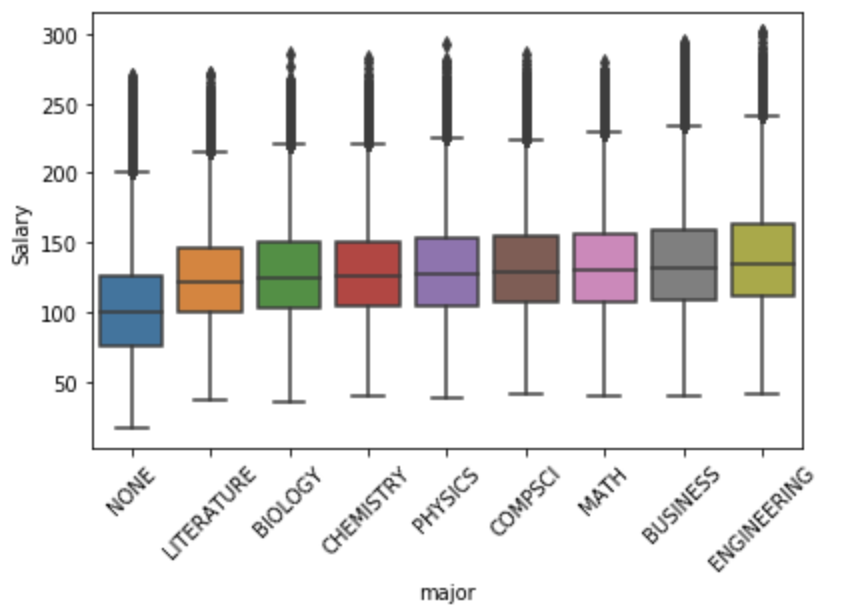 300
250
200
150
100
50
Salary
NONE
LITERATURE
BIOLOGY
CHEMISTRY
PHYSICS
COMPSCI
MATH
BUSINESS
ENGINEERING
major